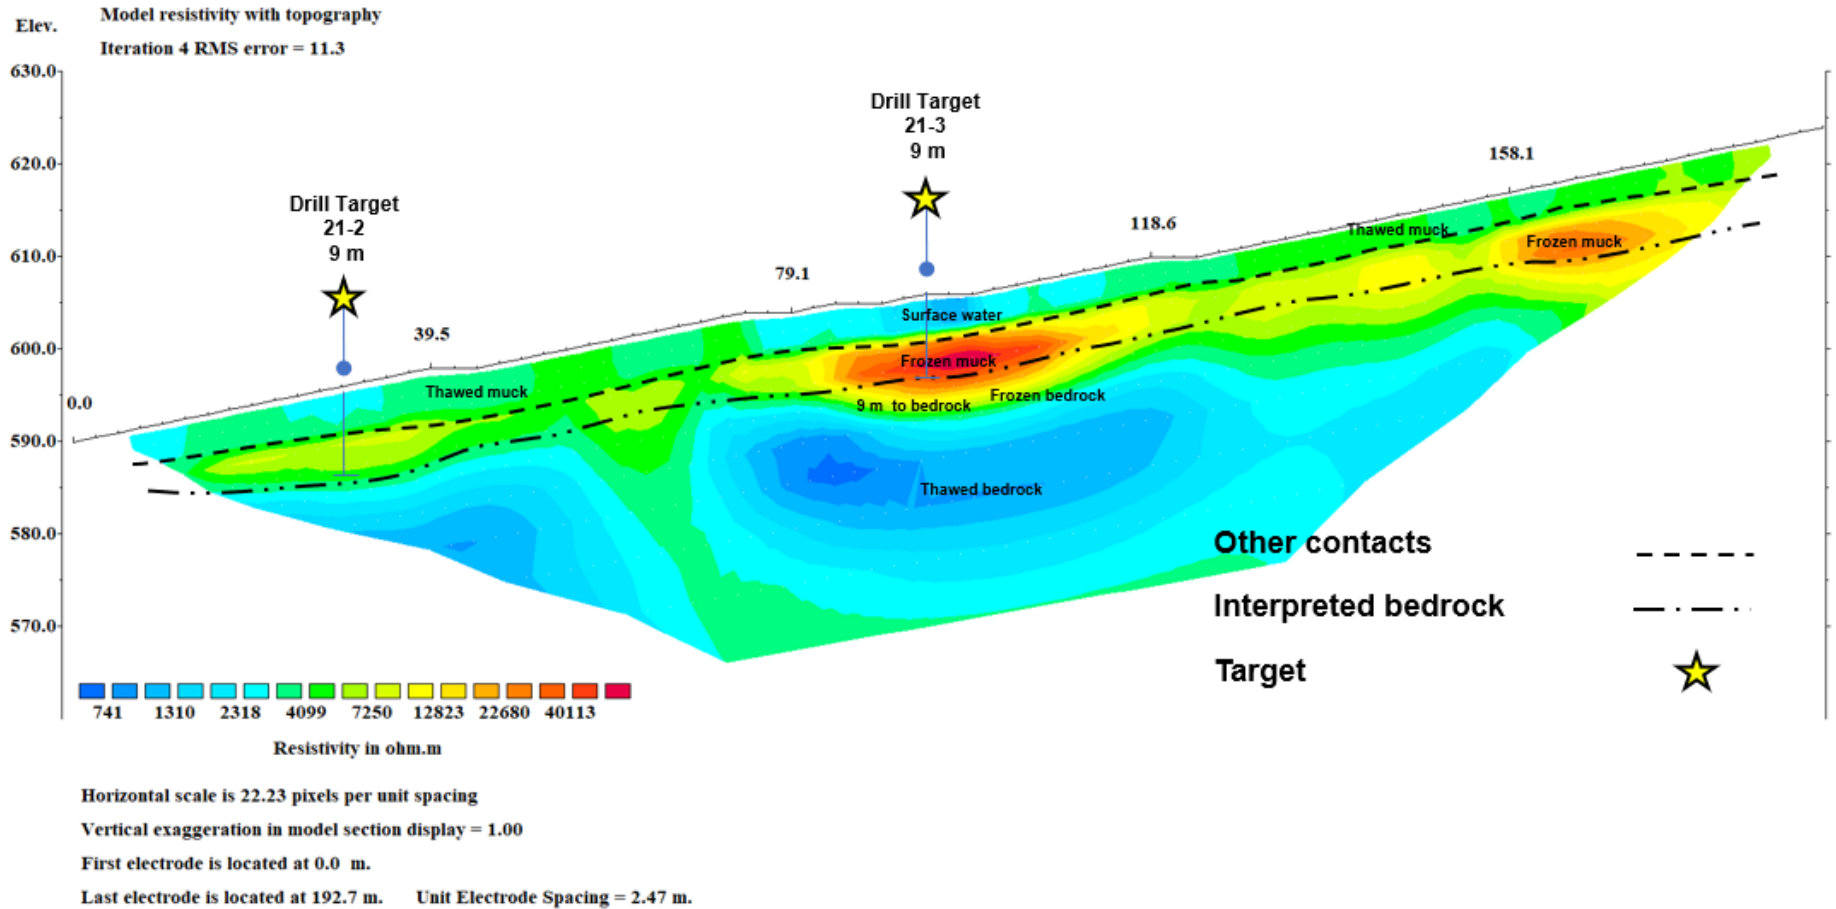 Model resistivity with topography
Elev.
Iteration 4 RMS error = 11.3
630.0
Drill Target
21-3
9 m
620.0
158.1
Drill Target
21-2
9 m
118.6
Thawed muck
Frozen muck
610.0
79.1
Surface water
39.5
600.0
Frozen muck
Thawed muck
Frozen bedrock
9 m to bedrock
0.0
590.0
Thawed bedrock
580.0
Other contacts
Interpreted bedrock
570.0
Target
741 1310 2318 4099 7250 12823 22680 40113
Resistivity in ohm.m
Horizontal scale is 22.23 pixels per unit spacing
Vertical exaggeration in model section display = 1.00
First electrode is located at 0.0 m.
Last electrode is located at 192.7 m. Unit Electrode Spacing = 2.47 m.